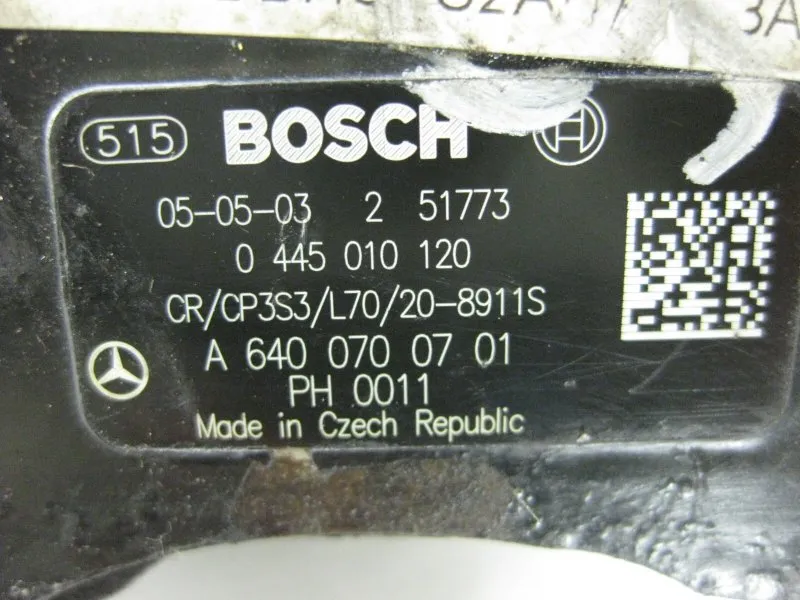 515 BOSCH
05-05-03 2 51773
0 445 010 120
CR/CP3S3/L70/20-8911S
A 640 070 07 01
PH 0011
Made in Czech Republic